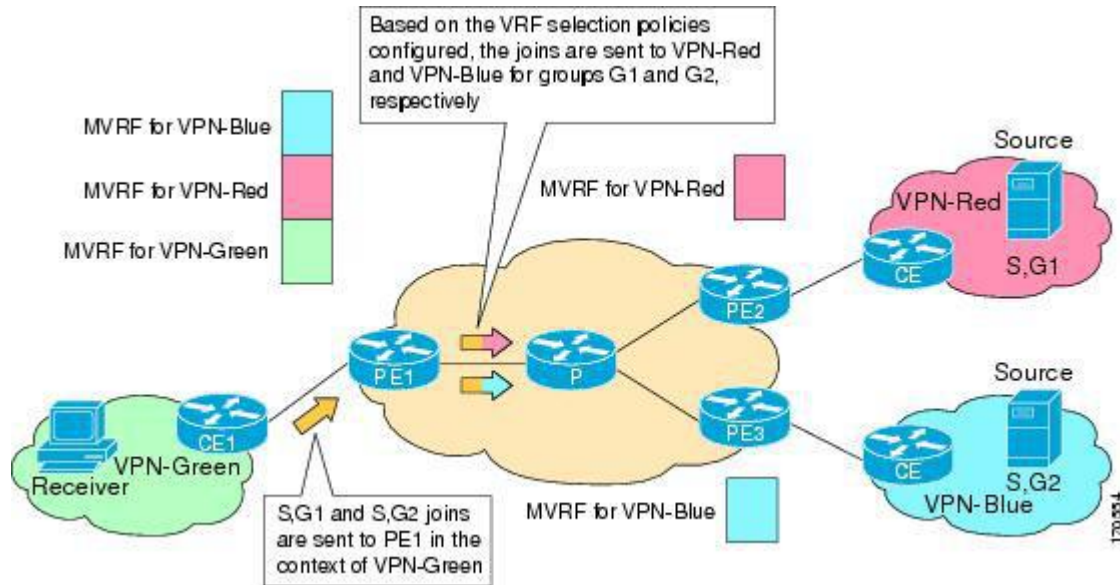 Based on the VRF selection policies
configured, the joins are sent to VPN-Red
and VPN-Blue for groups G1 and G2,
respectively
MVRF for VPN-Blue
MVRF for VPN-Red
MVRF for VPN-Green
MVRF for VPN-Red
Source
VPN-Red
CE
S,G1
PE2
PE1
P
Source
CE1
PE3
CE
VPN-Green
Receiver
S,G2
VPN-Blue
S,G1 and S,G2 joins
are sent to PE1 in the
context of VPN-Green
MVRF for VPN-Blue